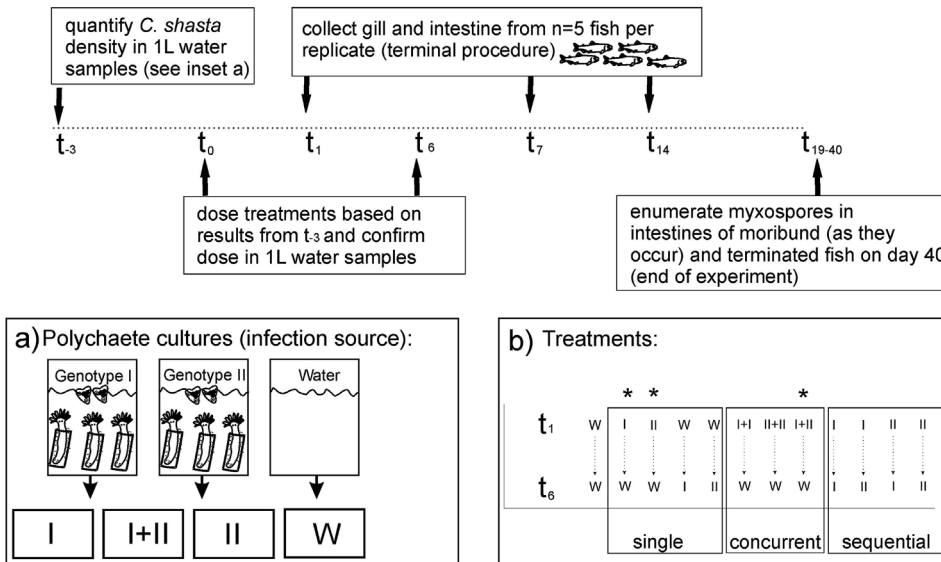 quantify C. shasta
density in 1L water
samples (see inset a)
collect gill and intestine from n=5 fish per
replicate (terminal procedure)
t-3 t0 t1 t6 t7 t14 t19-40
dose treatments based on
results from t-3 and confirm
dose in 1L water samples
enumerate myxospores in
intestines of moribund (as they
occur) and terminated fish on day 40
(end of experiment)
a) Polychaete cultures (infection source):
Genotype I Genotype II Water
I I+II II W
b) Treatments:
* * *
t1 W I II W W I+I II+II I+II I I II II
t6 W W W I II W W W I II I II
single concurrent sequential